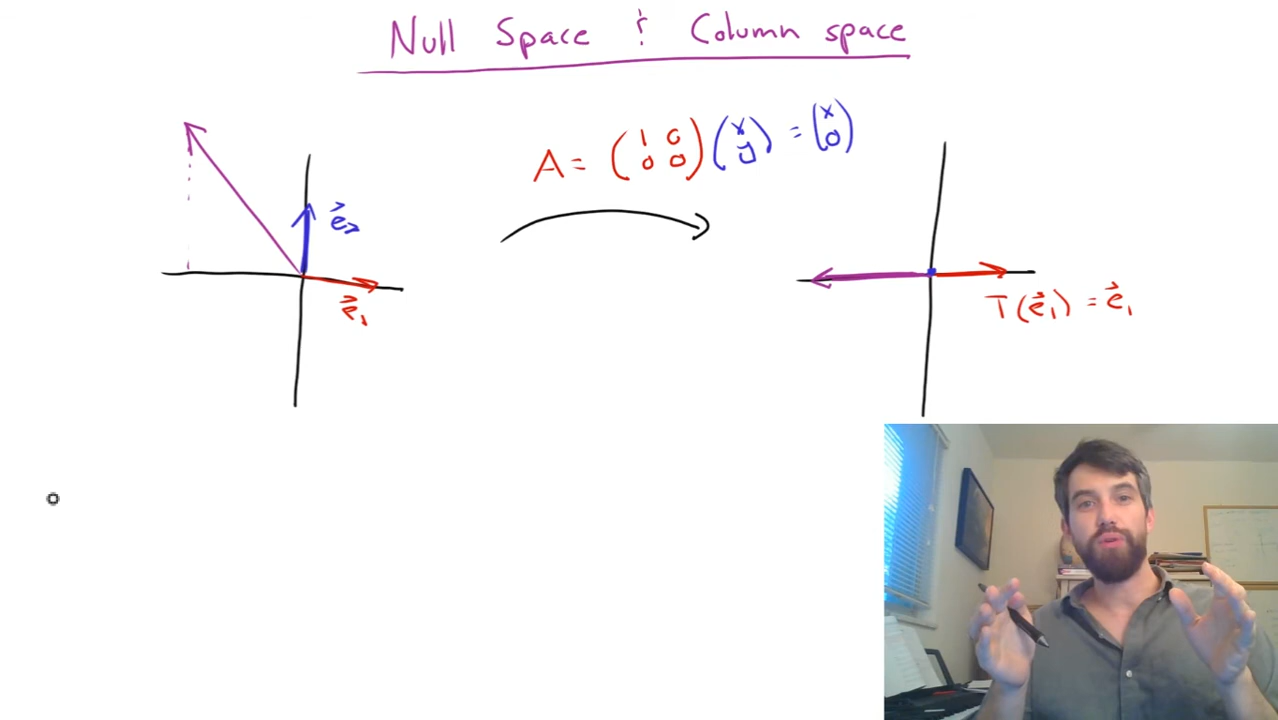 Null Space & Column space
A = (1 0 0 0) (x y) = (x 0)
e⃗₂
e⃗₁
T(e⃗₁) = e⃗₁